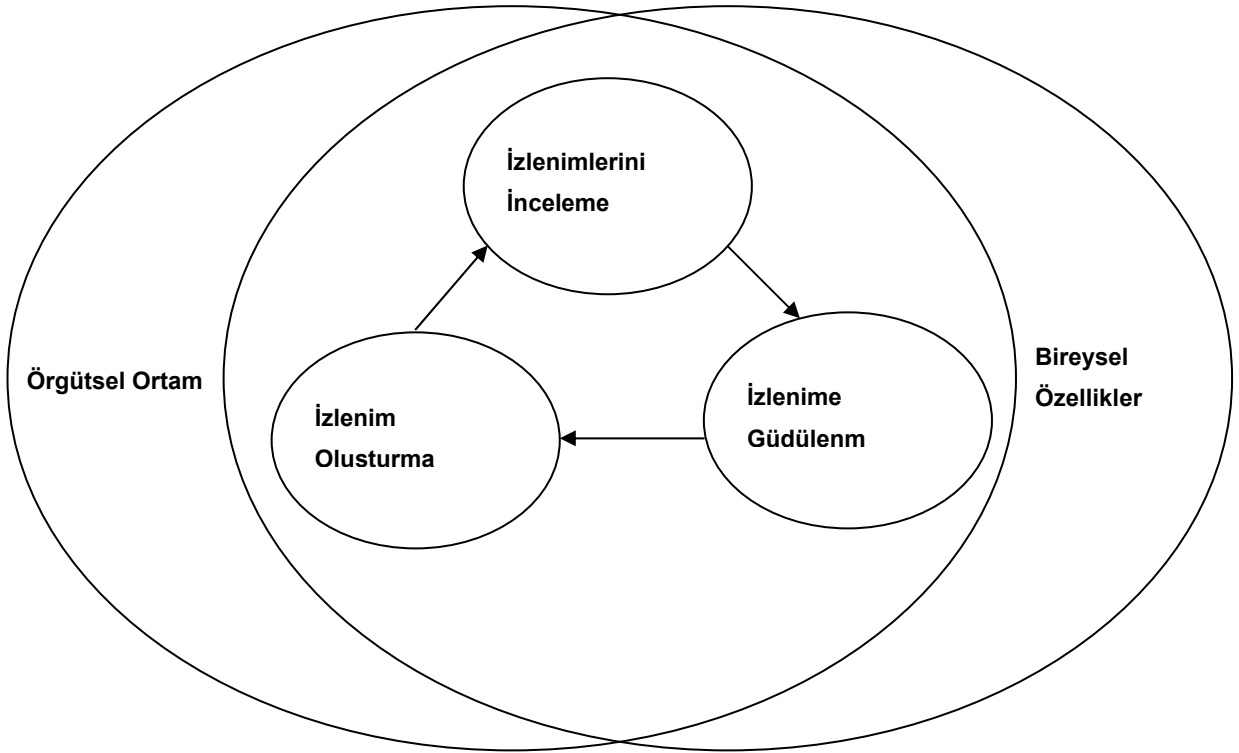 İzlenimlerini
İnceleme
Örgütsel Ortam
Bireysel
Özellikler
İzlenim
Olusturma
İzlenime
Güdülenm